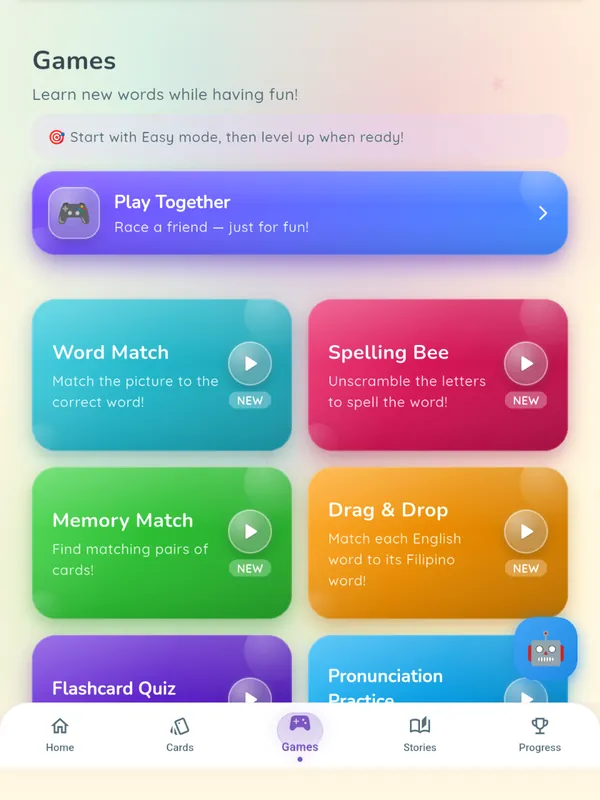 Games
Learn new words while having fun!
🎯 Start with Easy mode, then level up when ready!
Play Together
Race a friend — just for fun!
Word Match
Match the picture to the
correct word!
NEW
Spelling Bee
Unscramble the letters
to spell the word!
NEW
Memory Match
Find matching pairs of
cards!
NEW
Drag & Drop
Match each English
word to its Filipino
word!
NEW
Flashcard Quiz
Pronunciation
Practice
Home
Cards
Games
Stories
Progress